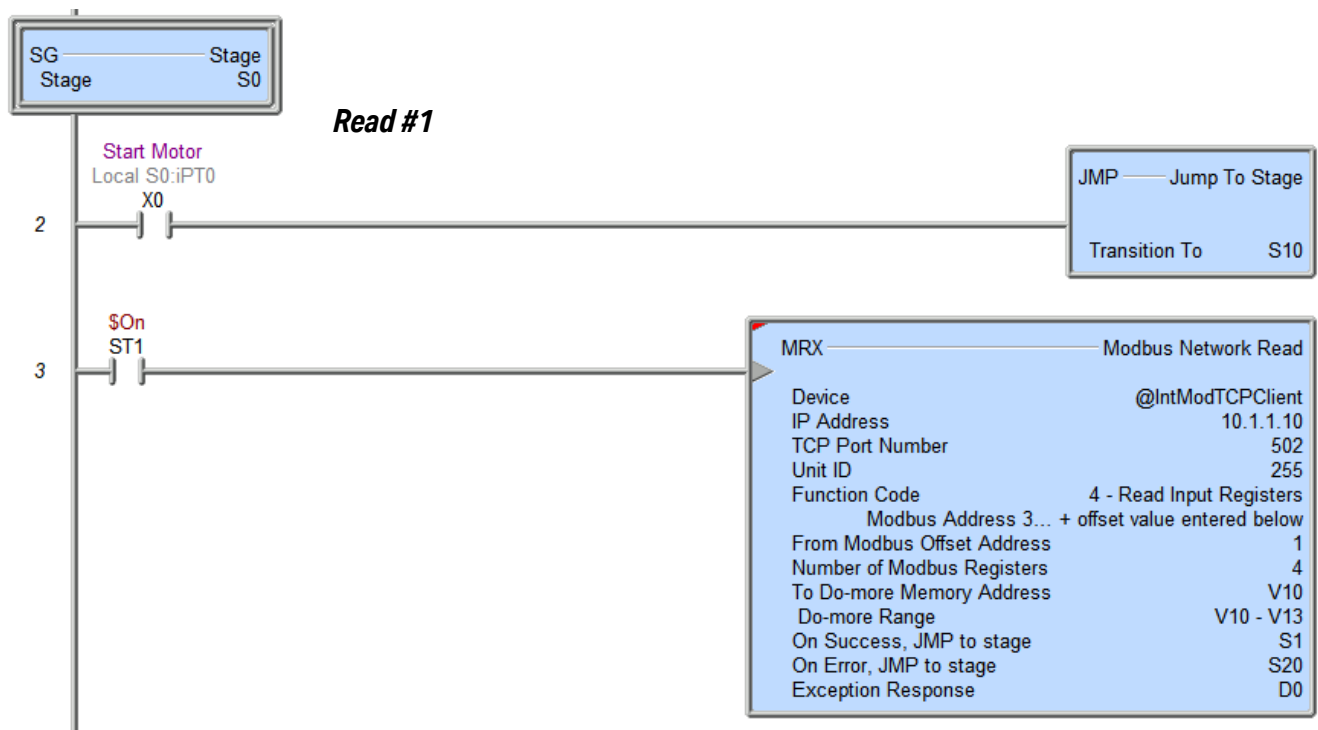 SG Stage
Stage S0
Read #1
Start Motor
Local S0:iPT0
X0
JMP Jump To Stage
2
Transition To S10
$On
ST1
MRX Modbus Network Read
3
Device @IntModTCPClient
IP Address 10.1.1.10
TCP Port Number 502
Unit ID 255
Function Code 4 - Read Input Registers
Modbus Address 3... + offset value entered below
From Modbus Offset Address 1
Number of Modbus Registers 4
To Do-more Memory Address V10
Do-more Range V10 - V13
On Success, JMP to stage S1
On Error, JMP to stage S20
Exception Response D0